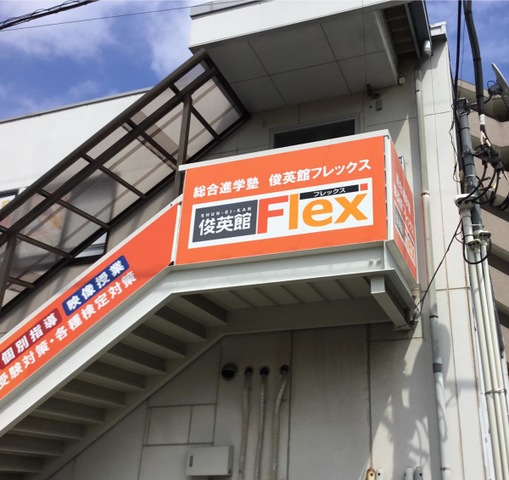 総合進学塾 俊英館フレックス
SHUN-EI-KAN
俊英館
フレックス
Flex
個別指導 映像授業
受験対策・各種検定対策